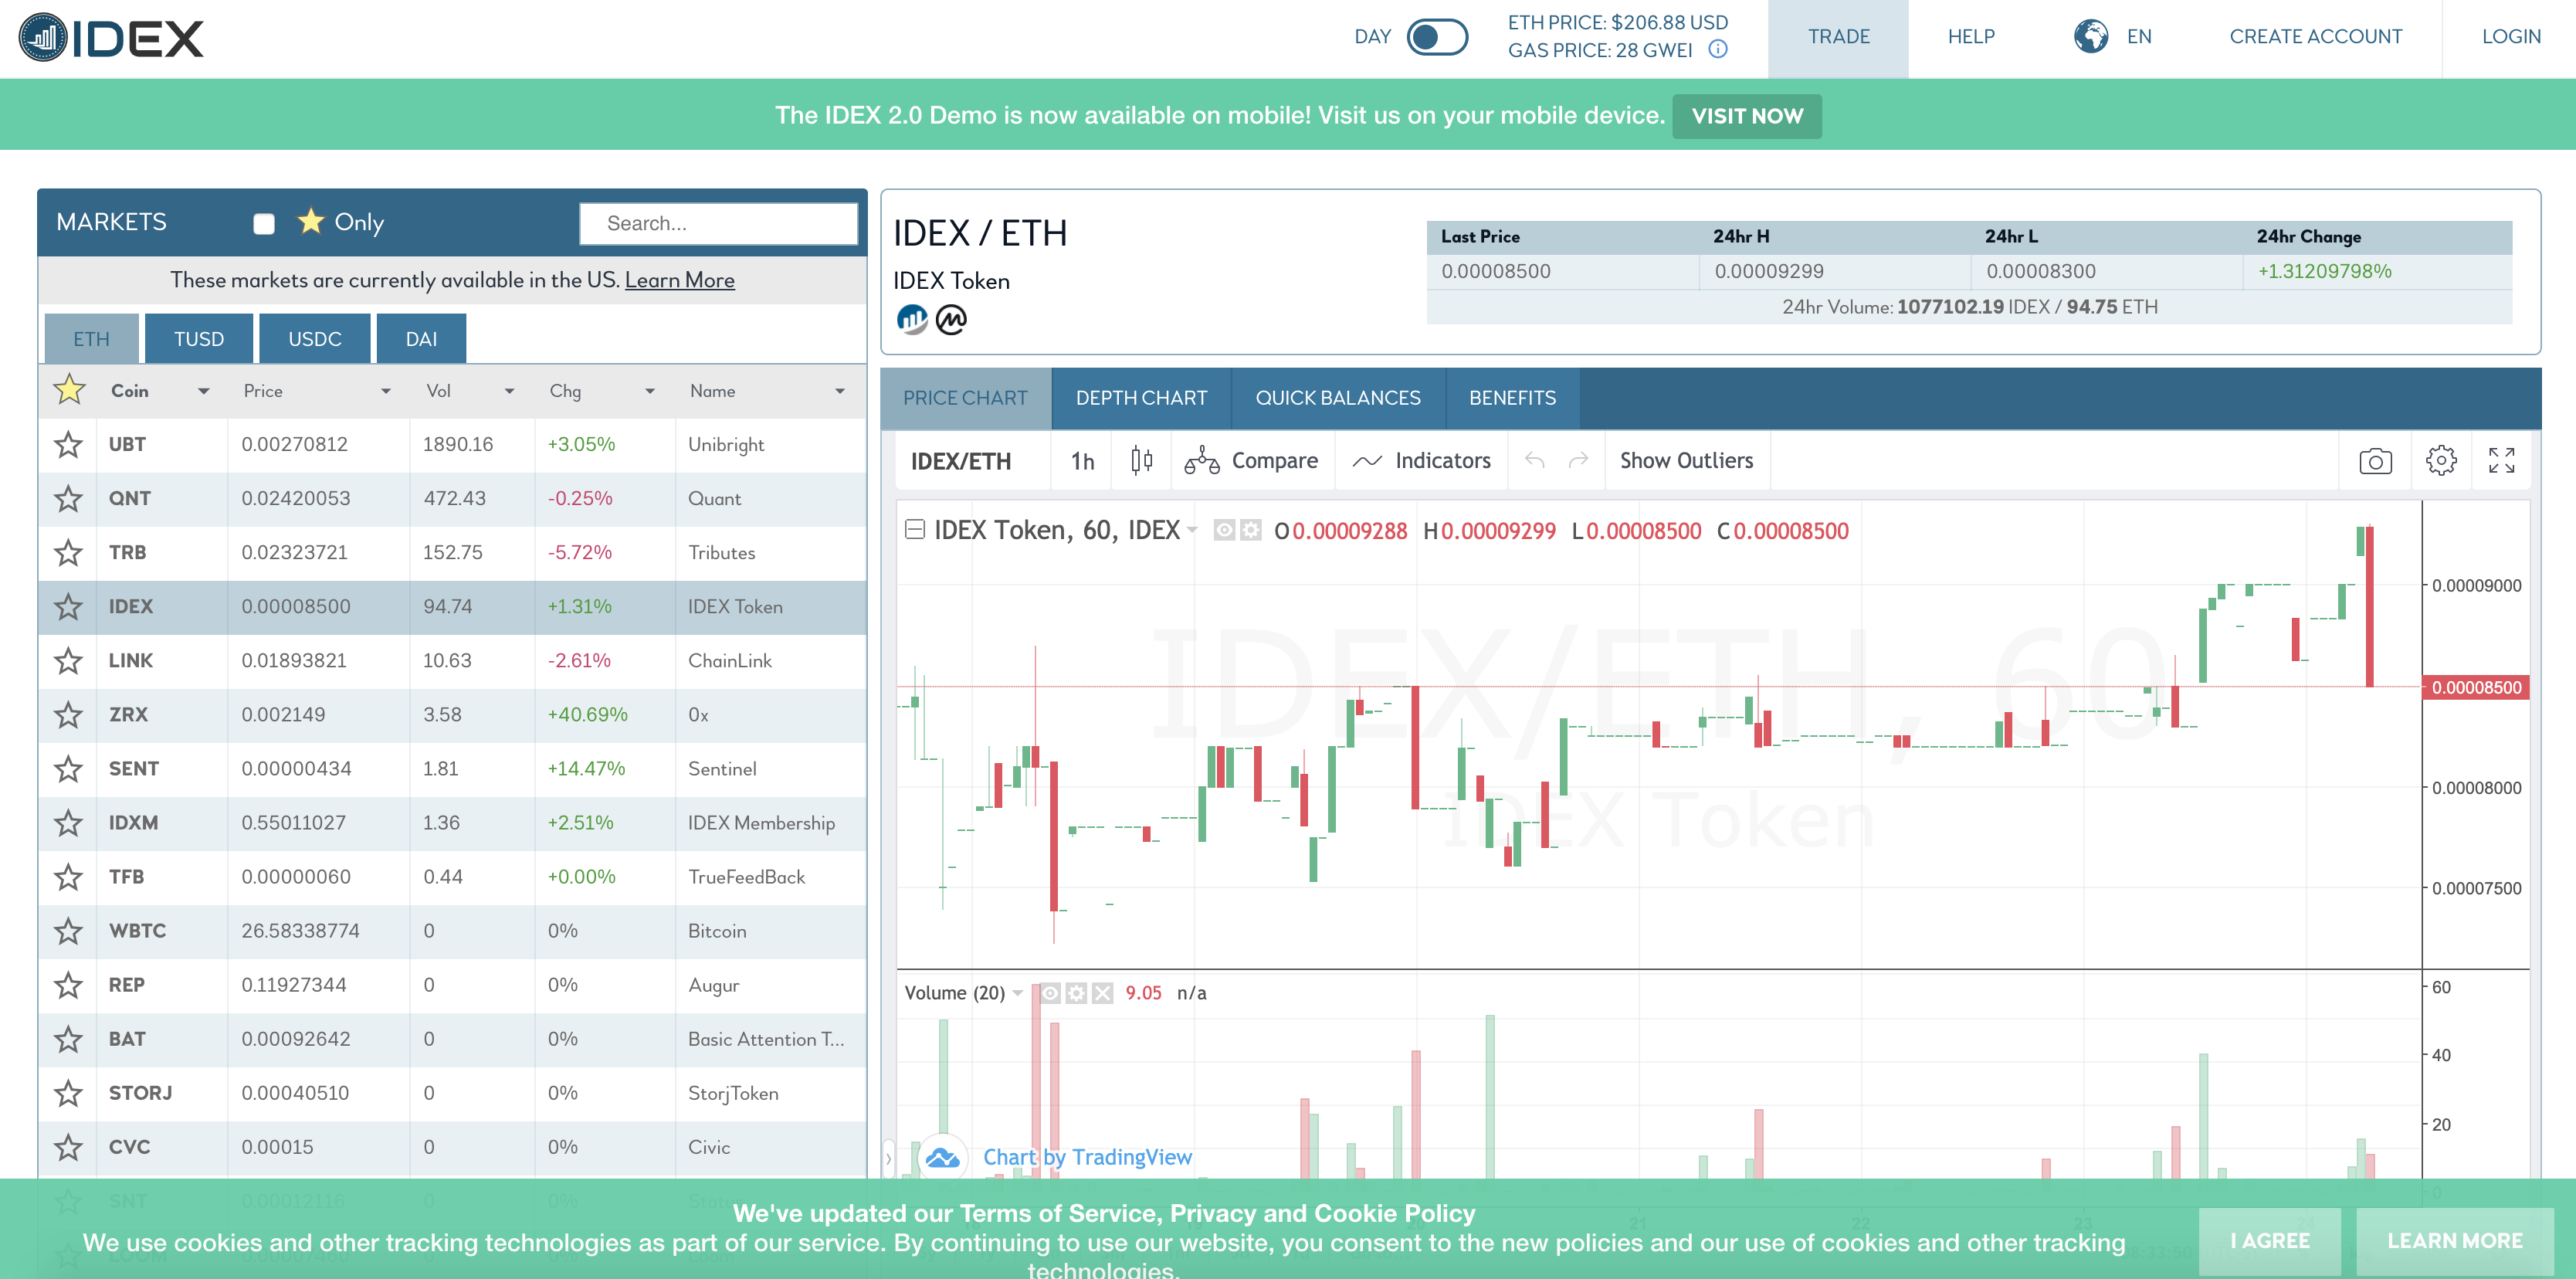 IDEX
DAY
ETH PRICE: $206.88 USD
GAS PRICE: 28 GWEI
TRADE
HELP
EN
CREATE ACCOUNT
LOGIN
The IDEX 2.0 Demo is now available on mobile! Visit us on your mobile device. VISIT NOW
MARKETS
Only
Search...
These markets are currently available in the US. Learn More
ETH TUSD USDC DAI
Coin Price Vol Chg Name
UBT 0.00270812 1890.16 +3.05% Unibright
QNT 0.02420053 472.43 -0.25% Quant
TRB 0.02323721 152.75 -5.72% Tributes
IDEX 0.00008500 94.74 +1.31% IDEX Token
LINK 0.01893821 10.63 -2.61% ChainLink
ZRX 0.002149 3.58 +40.69% 0x
SENT 0.00000434 1.81 +14.47% Sentinel
IDXM 0.55011027 1.36 +2.51% IDEX Membership
TFB 0.00000060 0.44 +0.00% TrueFeedBack
WBTC 26.58338774 0 0% Bitcoin
REP 0.11927344 0 0% Augur
BAT 0.00092642 0 0% Basic Attention T...
STORJ 0.00040510 0 0% StorjToken
CVC 0.00015 0 0% Civic
SNT 0.00012116 0 0%
IDEX / ETH
IDEX Token
Last Price 24hr H 24hr L 24hr Change
0.00008500 0.00009299 0.00008300 +1.31209798%
24hr Volume: 1077102.19 IDEX / 94.75 ETH
PRICE CHART DEPTH CHART QUICK BALANCES BENEFITS
IDEX/ETH 1h Compare Indicators Show Outliers
IDEX Token, 60, IDEX O0.00009288 H0.00009299 L0.00008500 C0.00008500
IDEX/ETH, 60
IDEX Token
0.00009000
0.00008500
0.00008000
0.00007500
Volume (20) 9.05 n/a
60
40
20
0
Chart by TradingView
21 22 23
We've updated our Terms of Service, Privacy and Cookie Policy
We use cookies and other tracking technologies as part of our service. By continuing to use our website, you consent to the new policies and our use of cookies and other tracking
technologies.
I AGREE
LEARN MORE